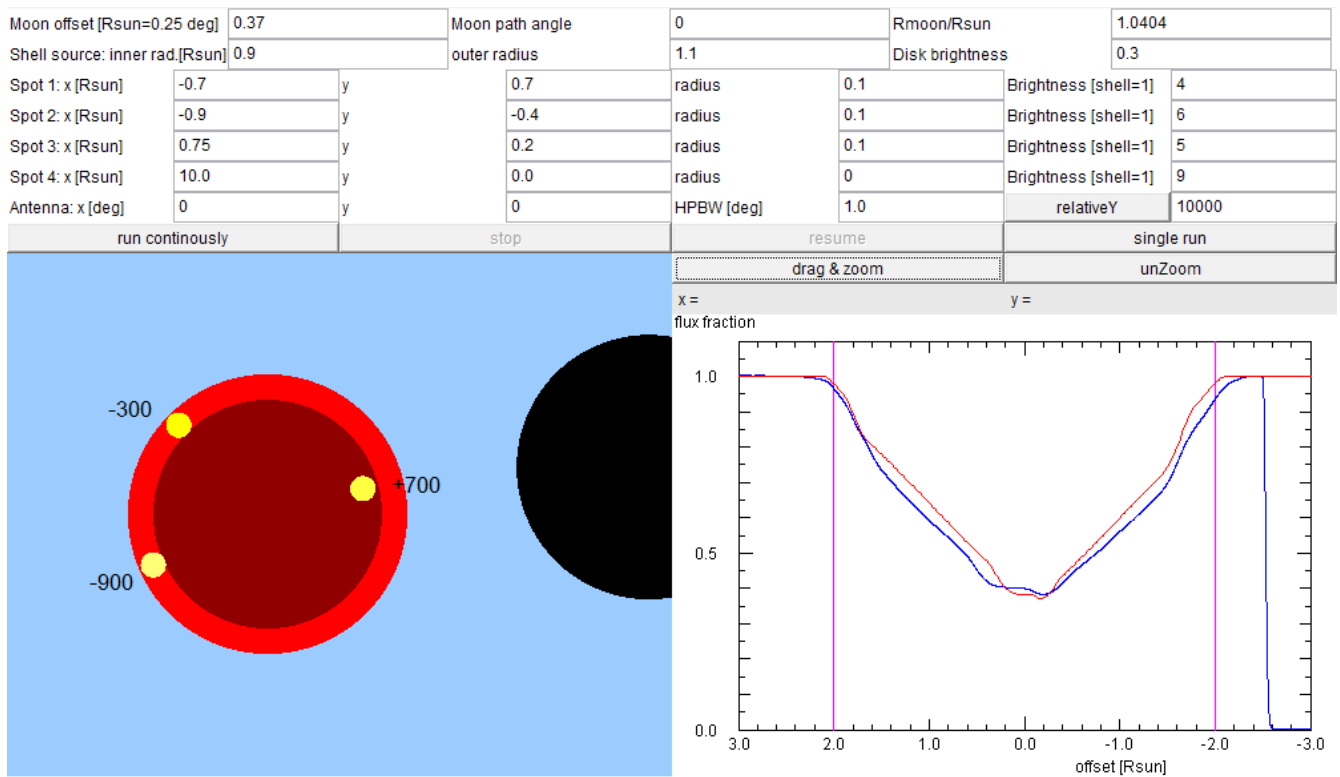 Moon offset [Rsun=0.25 deg] 0.37 Moon path angle 0 Rmoon/Rsun 1.0404
Shell source: inner rad.[Rsun] 0.9 outer radius 1.1 Disk brightness 0.3
Spot 1: x [Rsun] -0.7 y 0.7 radius 0.1 Brightness [shell=1] 4
Spot 2: x [Rsun] -0.9 y -0.4 radius 0.1 Brightness [shell=1] 6
Spot 3: x [Rsun] 0.75 y 0.2 radius 0.1 Brightness [shell=1] 5
Spot 4: x [Rsun] 10.0 y 0.0 radius 0 Brightness [shell=1] 9
Antenna: x [deg] 0 y 0 HPBW [deg] 1.0 relativeY 10000
run continously stop resume single run
drag & zoom unZoom
x = y =
flux fraction
-300
+700
-900
1.0
0.5
0.0
3.0 2.0 1.0 0.0 -1.0 -2.0 -3.0
offset [Rsun]